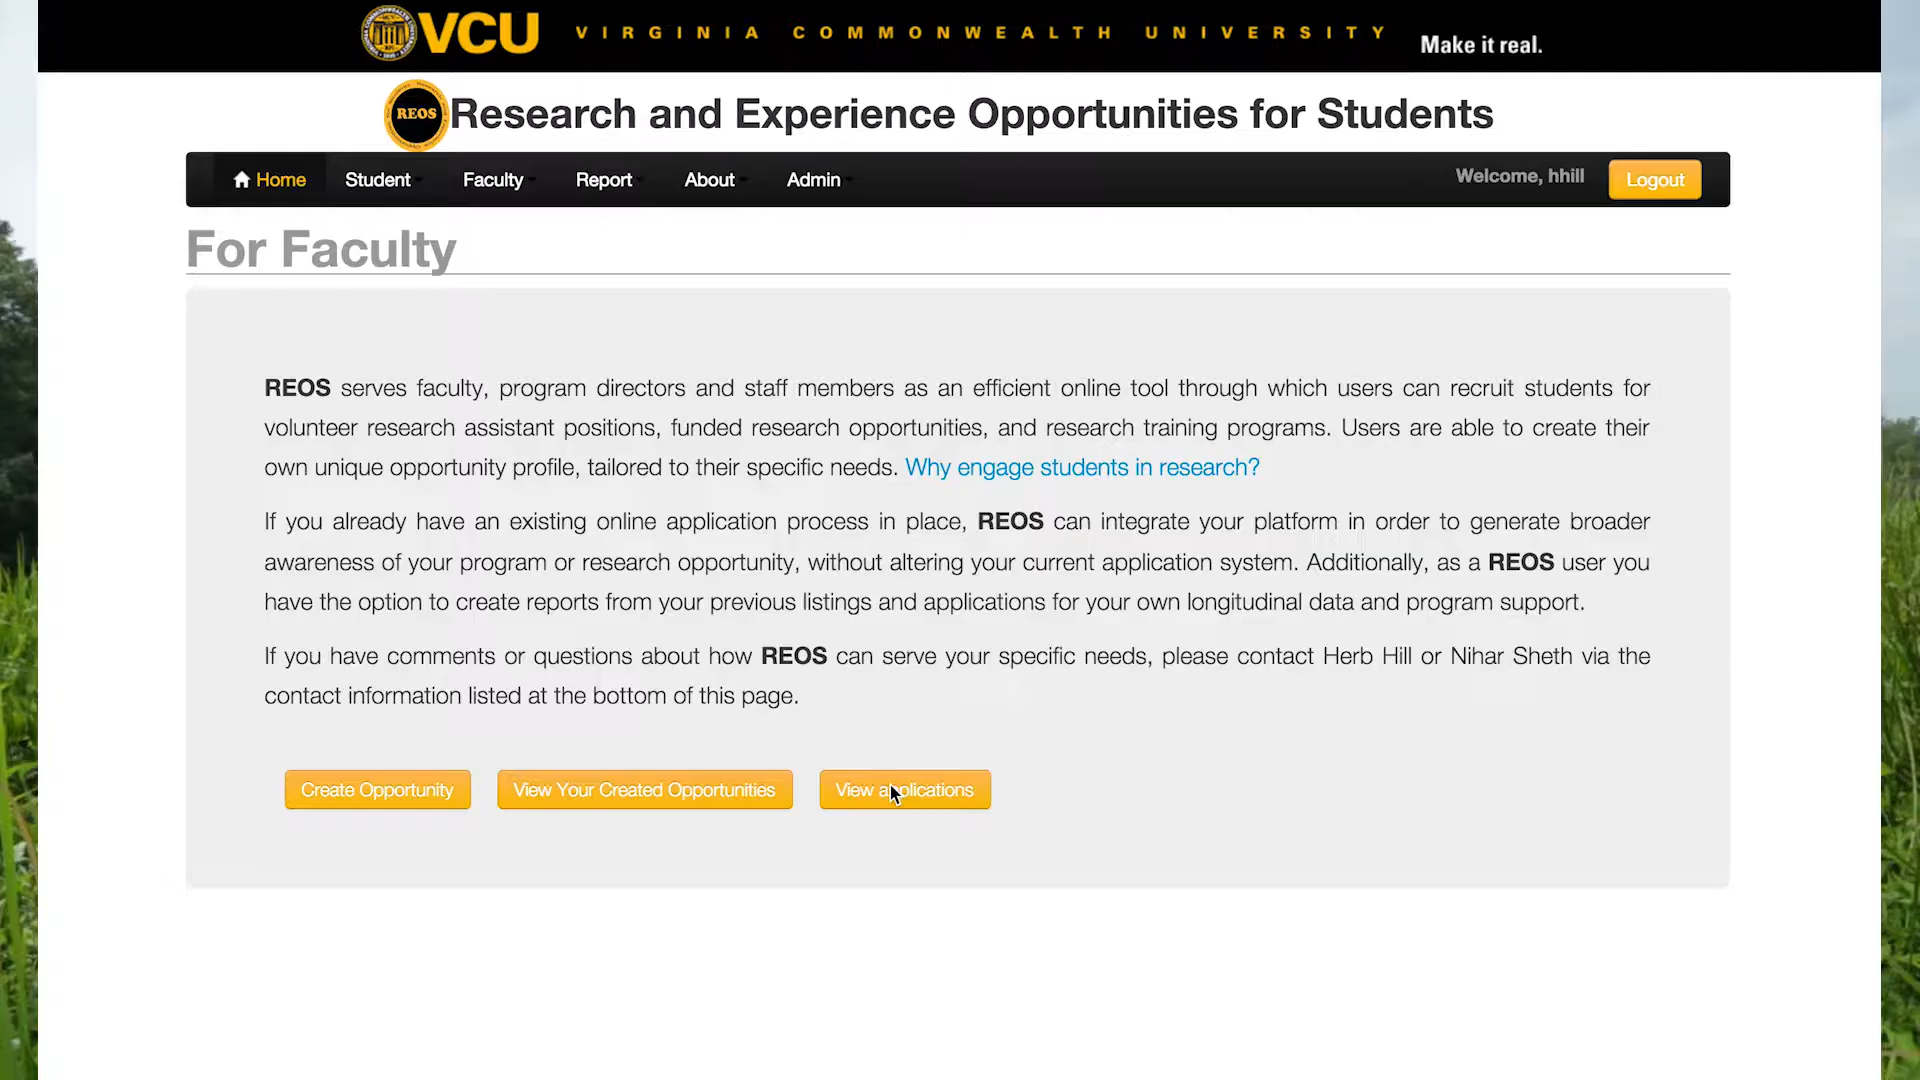 VCU VIRGINIA COMMONWEALTH UNIVERSITY Make it real.
REOS Research and Experience Opportunities for Students
Home Student Faculty Report About Admin Welcome, hhill Logout
For Faculty
REOS serves faculty, program directors and staff members as an efficient online tool through which users can recruit students for
volunteer research assistant positions, funded research opportunities, and research training programs. Users are able to create their
own unique opportunity profile, tailored to their specific needs. Why engage students in research?
If you already have an existing online application process in place, REOS can integrate your platform in order to generate broader
awareness of your program or research opportunity, without altering your current application system. Additionally, as a REOS user you
have the option to create reports from your previous listings and applications for your own longitudinal data and program support.
If you have comments or questions about how REOS can serve your specific needs, please contact Herb Hill or Nihar Sheth via the
contact information listed at the bottom of this page.
Create Opportunity View Your Created Opportunities View applications